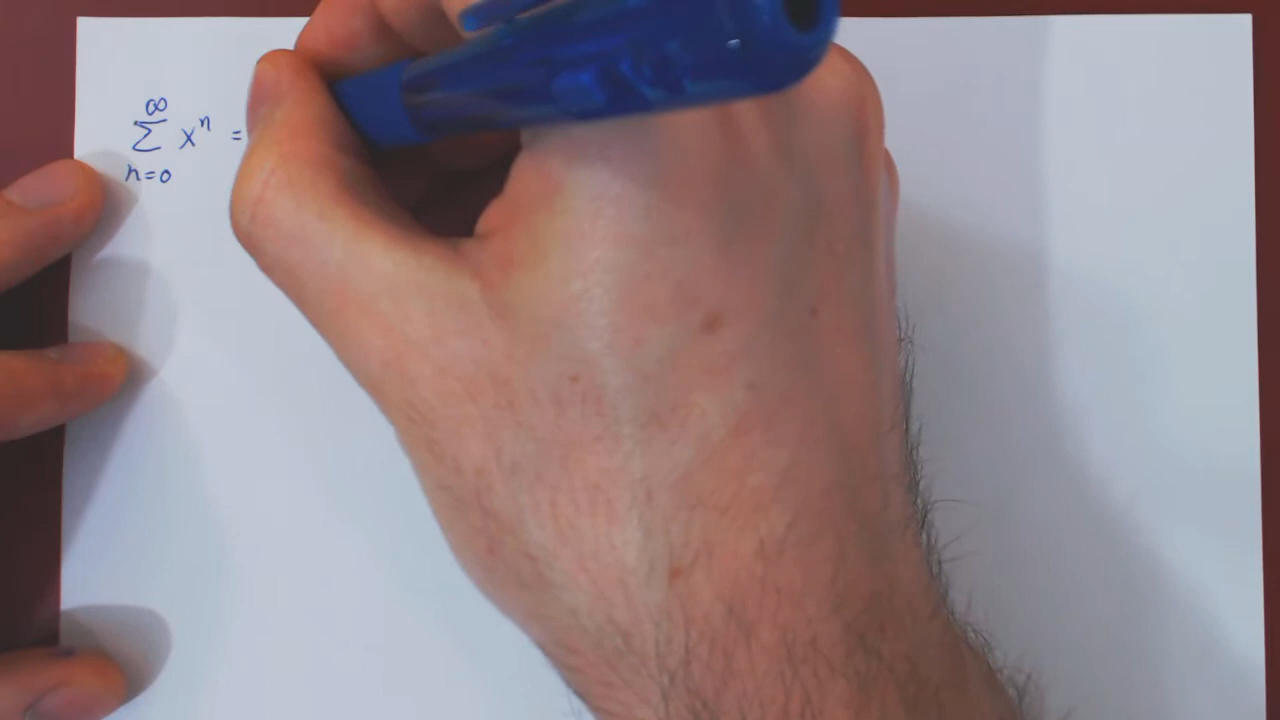 ∞
∑ xⁿ =
n=0